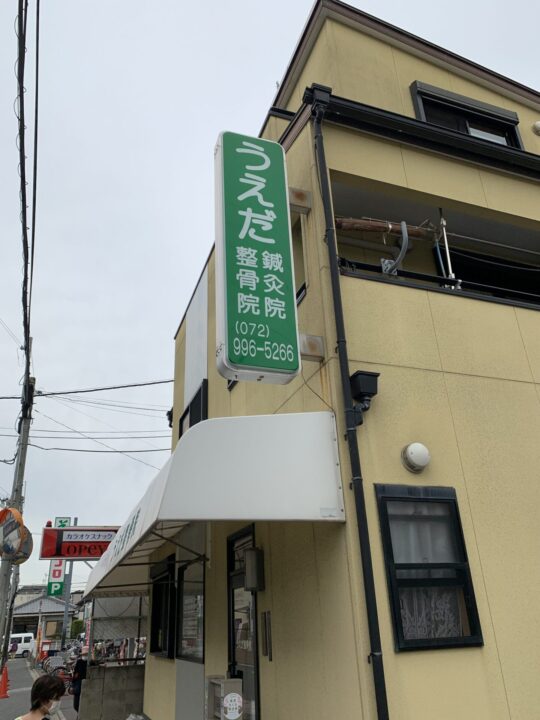 うえだ
鍼灸院
整骨院
(072)
996-5266
カラオケスナック